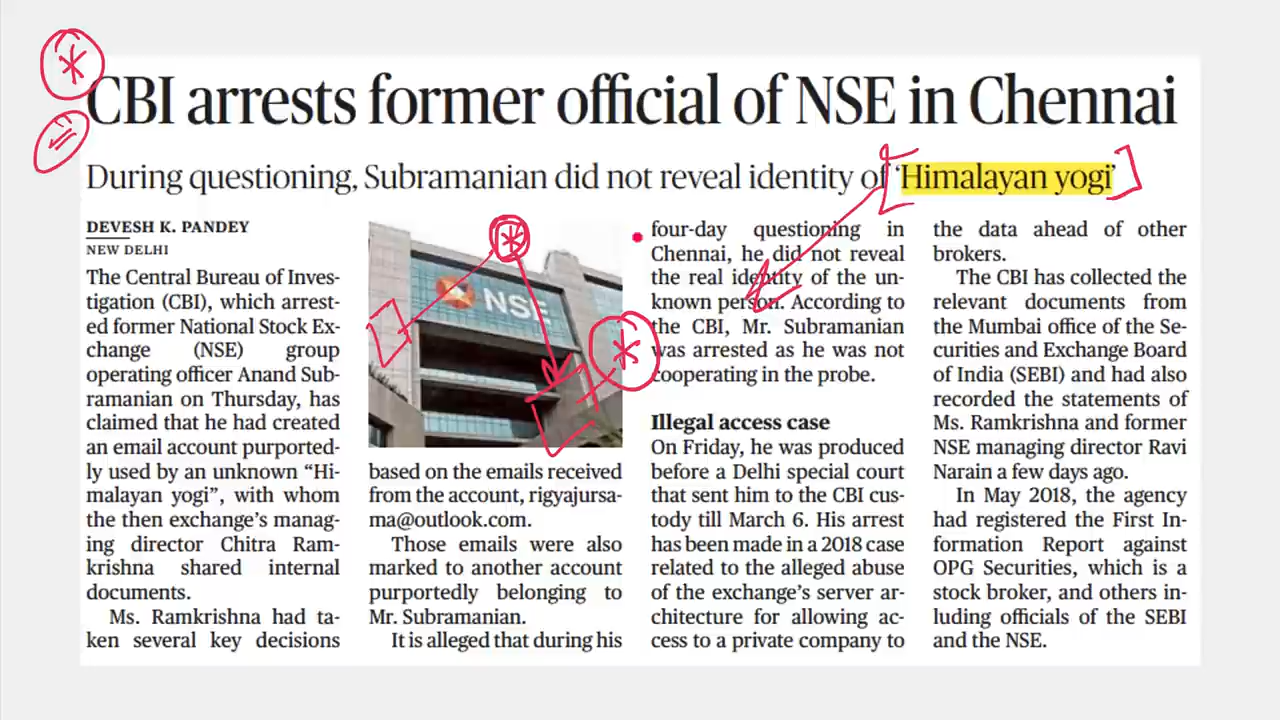 CBI arrests former official of NSE in Chennai
During questioning, Subramanian did not reveal identity of ‘Himalayan yogi’
DEVESH K. PANDEY
NEW DELHI
The Central Bureau of Inves-
tigation (CBI), which arrest-
ed former National Stock Ex-
change (NSE) group
operating officer Anand Sub-
ramanian on Thursday, has
claimed that he had created
an email account purported-
ly used by an unknown “Hi-
malayan yogi”, with whom
the then exchange’s manag-
ing director Chitra Ram-
krishna shared internal
documents.
Ms. Ramkrishna had ta-
ken several key decisions
NSE
based on the emails received
from the account, rigyajursa-
ma@outlook.com.
Those emails were also
marked to another account
purportedly belonging to
Mr. Subramanian.
It is alleged that during his
four-day questioning in
Chennai, he did not reveal
the real identity of the un-
known person. According to
the CBI, Mr. Subramanian
was arrested as he was not
cooperating in the probe.
Illegal access case
On Friday, he was produced
before a Delhi special court
that sent him to the CBI cus-
tody till March 6. His arrest
has been made in a 2018 case
related to the alleged abuse
of the exchange’s server ar-
chitecture for allowing ac-
cess to a private company to
the data ahead of other
brokers.
The CBI has collected the
relevant documents from
the Mumbai office of the Se-
curities and Exchange Board
of India (SEBI) and had also
recorded the statements of
Ms. Ramkrishna and former
NSE managing director Ravi
Narain a few days ago.
In May 2018, the agency
had registered the First In-
formation Report against
OPG Securities, which is a
stock broker, and others in-
luding officials of the SEBI
and the NSE.